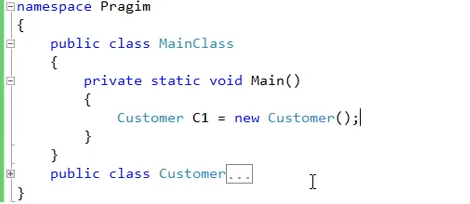 namespace Pragim
{
public class MainClass
{
private static void Main()
{
Customer C1 = new Customer();
}
}
public class Customer...
}